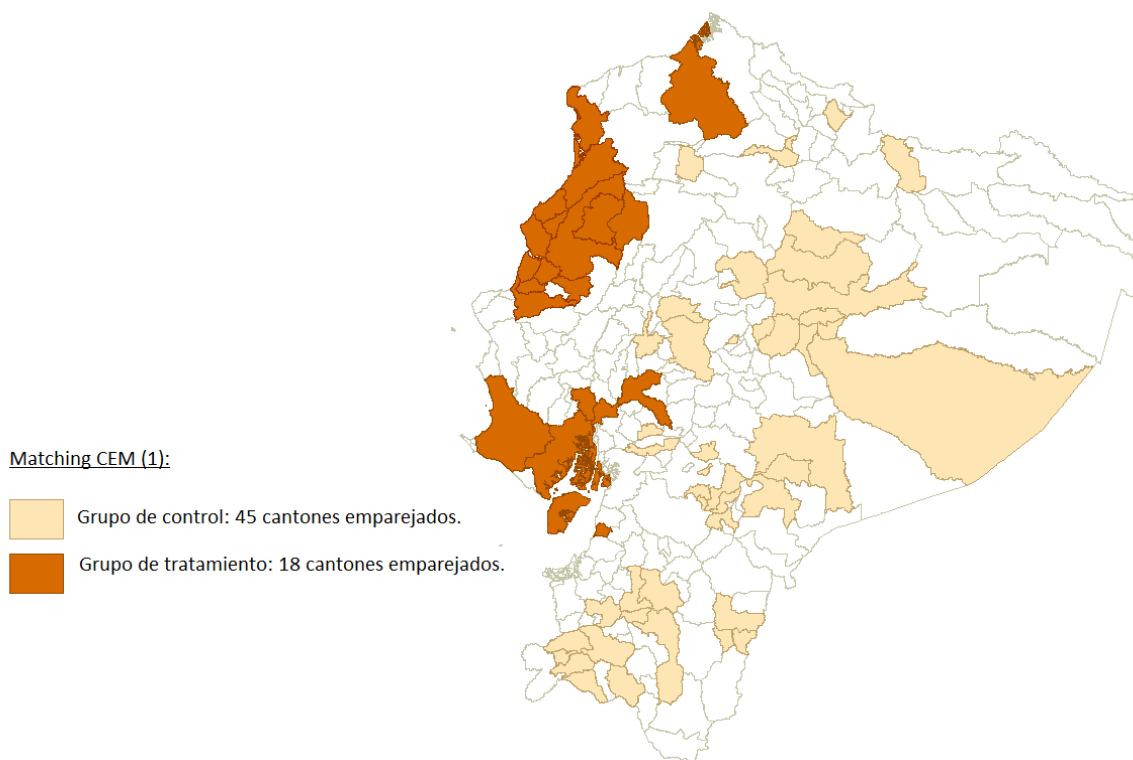 Matching CEM (1):
Grupo de control: 45 cantones emparejados.
Grupo de tratamiento: 18 cantones emparejados.